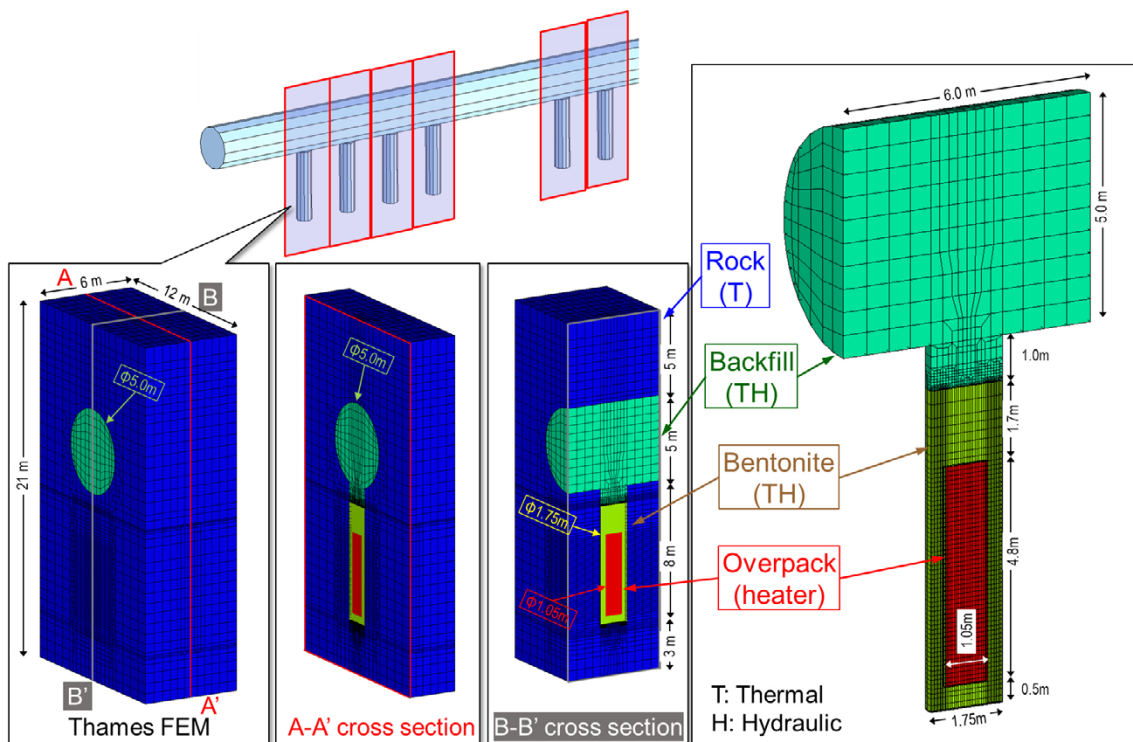 6.0 m
5.0 m
1.0m
1.7m
4.8m
1.05m
0.5m
1.75m
Rock
(T)
Backfill
(TH)
Bentonite
(TH)
Overpack
(heater)
T: Thermal
H: Hydraulic
A
6 m
12 m
B
Φ5.0m
21 m
B'
A'
Thames FEM
Φ5.0m
A-A' cross section
5 m
5 m
Φ1.75m
8 m
Φ1.05m
3 m
B-B' cross section